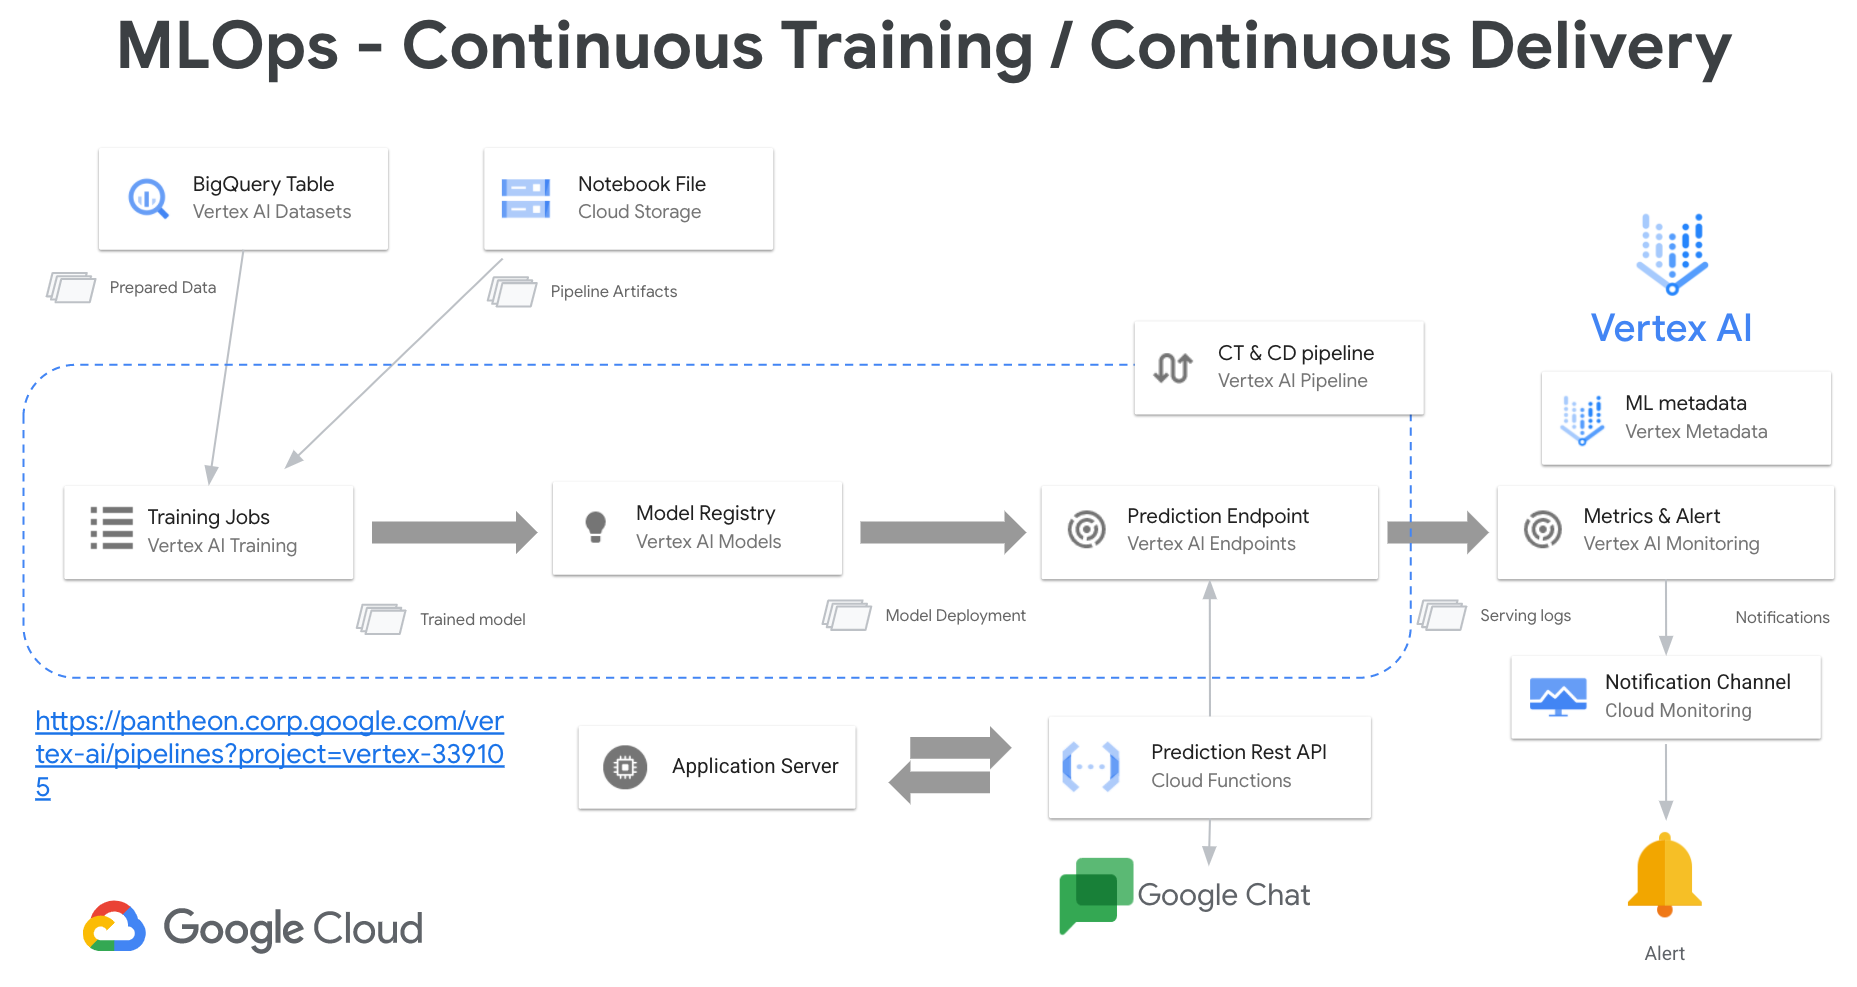 MLOps - Continuous Training / Continuous Delivery
BigQuery Table
Vertex AI Datasets
Notebook File
Cloud Storage
Prepared Data
Pipeline Artifacts
Vertex AI
CT & CD pipeline
Vertex AI Pipeline
ML metadata
Vertex Metadata
Training Jobs
Vertex AI Training
Model Registry
Vertex AI Models
Prediction Endpoint
Vertex AI Endpoints
Metrics & Alert
Vertex AI Monitoring
Trained model
Model Deployment
Serving logs
Notifications
Notification Channel
Cloud Monitoring
https://pantheon.corp.google.com/ver
tex-ai/pipelines?project=vertex-33910
5
Application Server
Prediction Rest API
Cloud Functions
Google Chat
Google Cloud
Alert